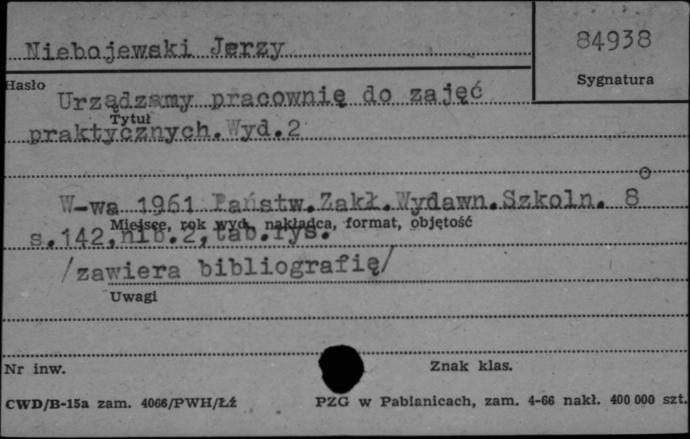 Niebojewski Jerzy
84938
Hasło
Sygnatura
Urządzamy pracownię do zajęć
Tytuł
praktycznych. Wyd.2
W-wa 1961 Państw.Zakł.Wydawn.Szkoln. 8°
Miejsce, rok wyd., nakładca, format, objętość
s.142,nlb.2,tab.rys.
/zawiera bibliografię/
Uwagi
Nr inw.
Znak klas.
CWD/B-15a zam. 4066/PWH/Łź
PZG w Pabianicach, zam. 4-66 nakł. 400 000 szt.